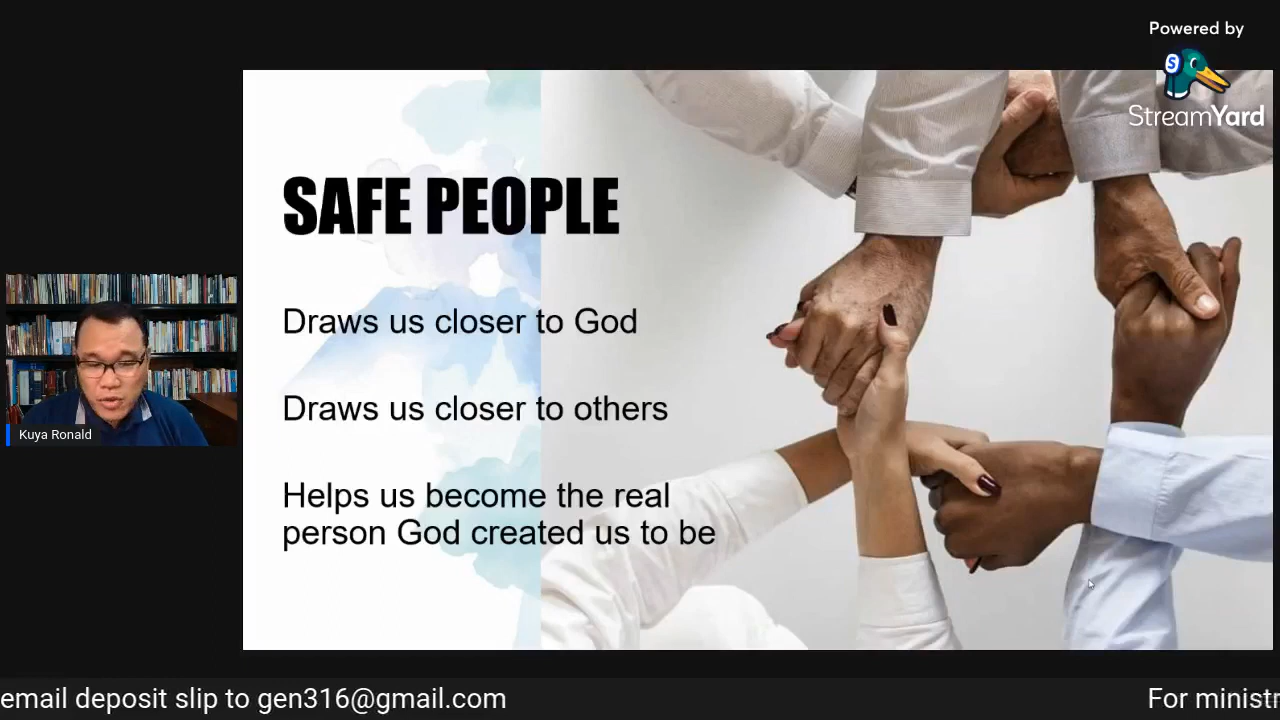 Powered by
S
StreamYard
SAFE PEOPLE
Draws us closer to God
Draws us closer to others
Helps us become the real
person God created us to be
Kuya Ronald
email deposit slip to gen316@gmail.com
For